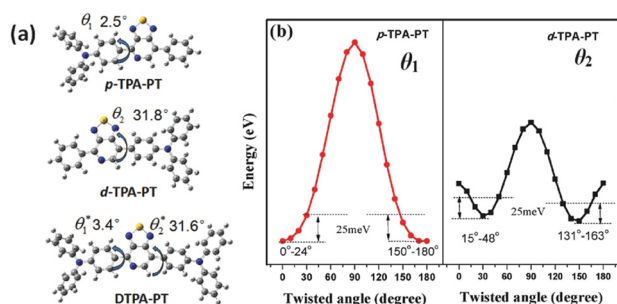 (a)
θ₁ 2.5°
p-TPA-PT
θ₂ 31.8°
d-TPA-PT
θ₁* 3.4° θ₂* 31.6°
DTPA-PT
(b)
p-TPA-PT
θ₁
Energy (eV)
25meV
0°-24°
150°-180°
0 30 60 90 120 150 180
Twisted angle (degree)
d-TPA-PT
θ₂
25meV
15°-48°
131°-163°
0 30 60 90 120 150 180
Twisted angle (degree)